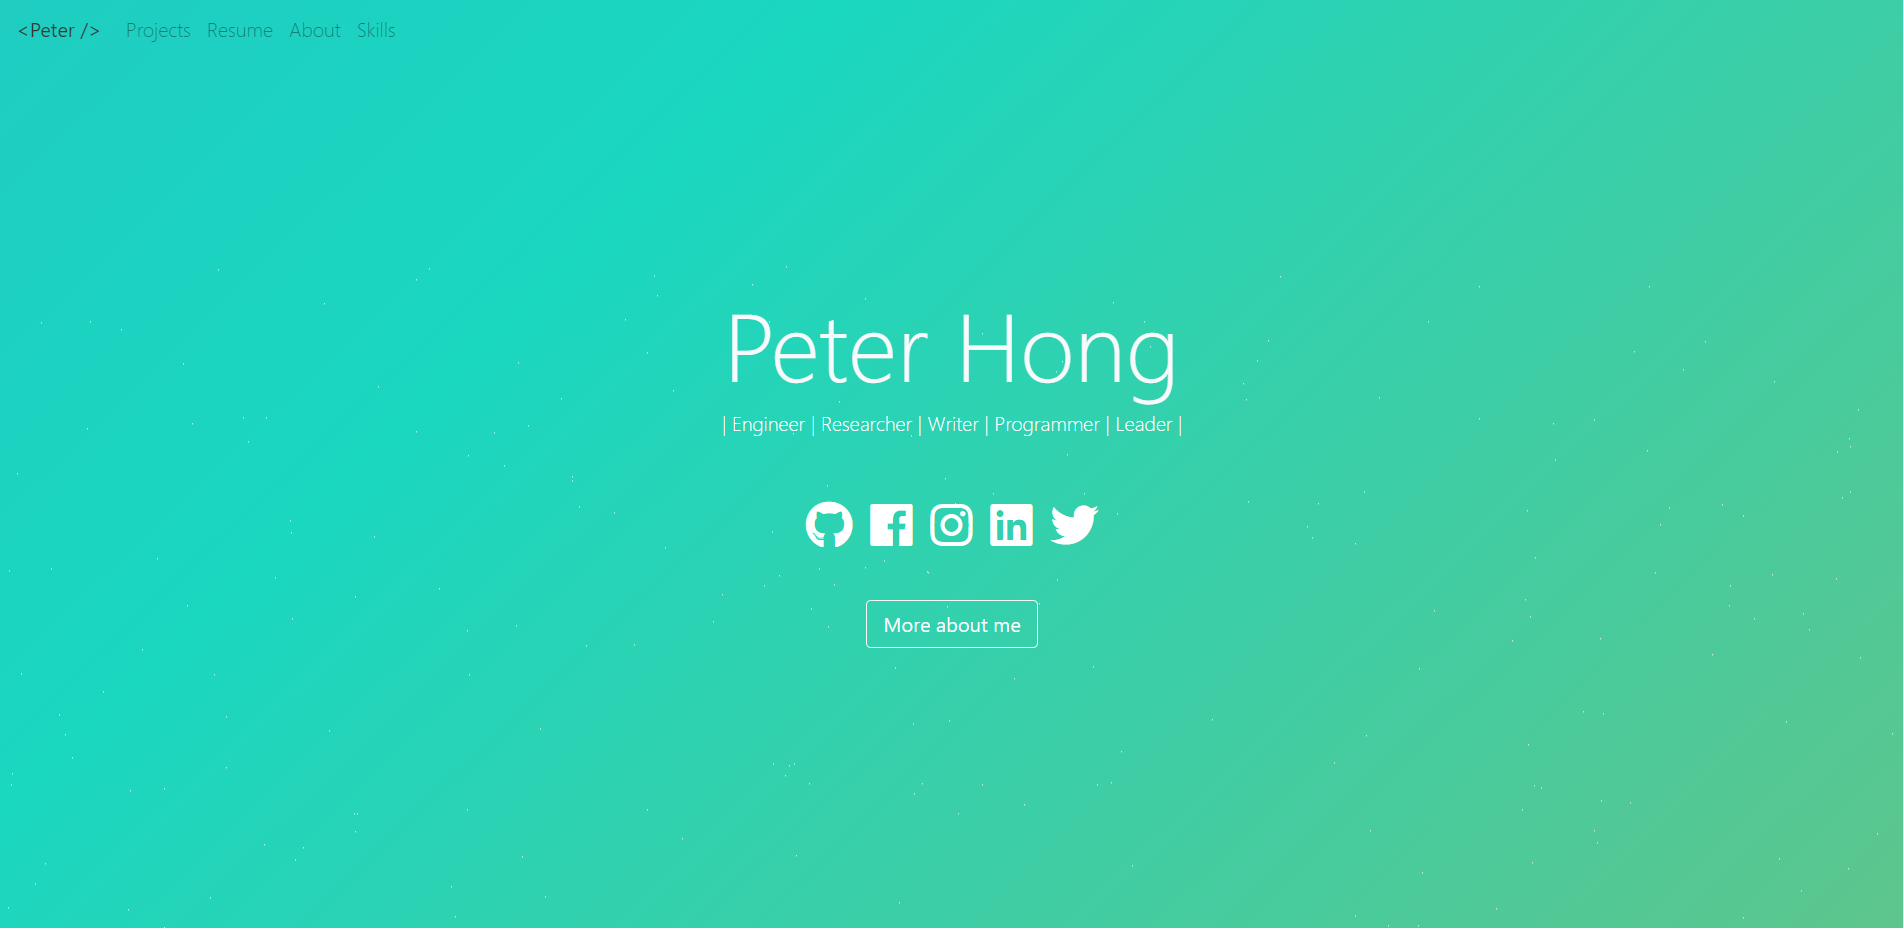 <Peter /> Projects Resume About Skills
Peter Hong
| Engineer | Researcher | Writer | Programmer | Leader |
More about me